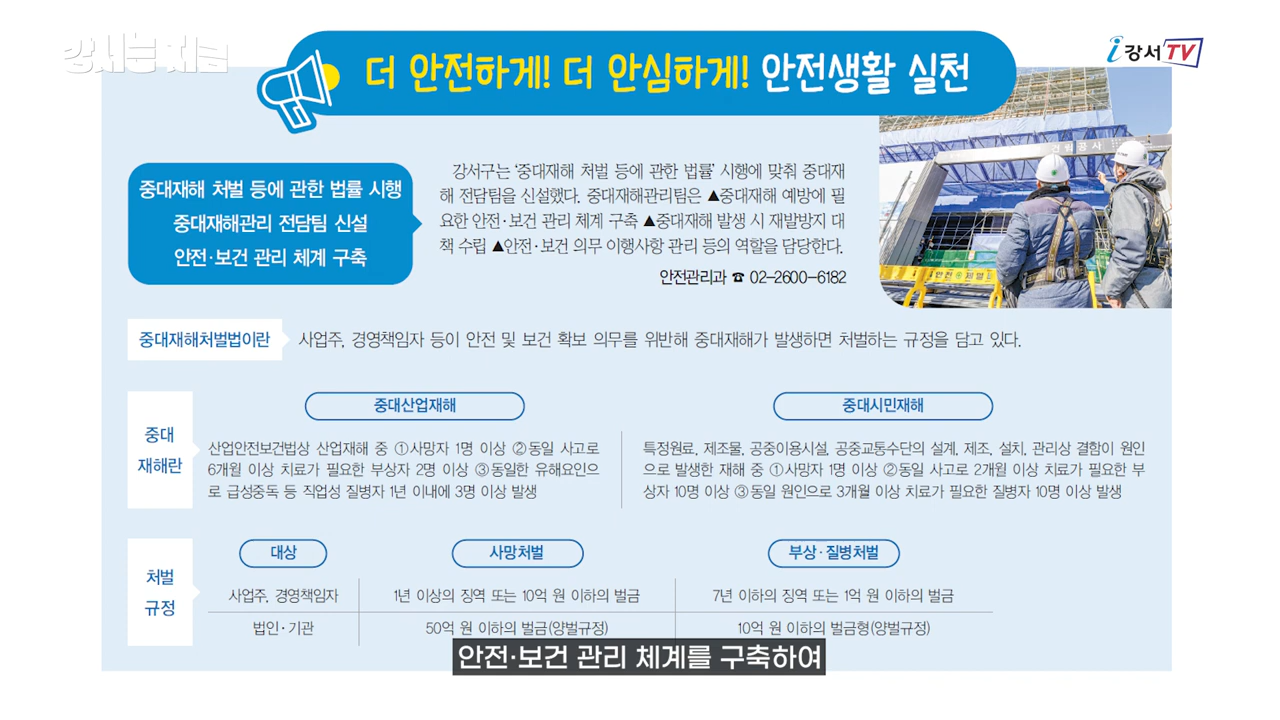 강서는 지금
i강서TV
더 안전하게! 더 안심하게! 안전생활 실천
중대재해 처벌 등에 관한 법률 시행
중대재해관리 전담팀 신설
안전·보건 관리 체계 구축
강서구는 '중대재해 처벌 등에 관한 법률' 시행에 맞춰 중대재
해 전담팀을 신설했다. 중대재해관리팀은 ▲중대재해 예방에 필
요한 안전·보건 관리 체계 구축 ▲중대재해 발생 시 재발방지 대
책 수립 ▲안전·보건 의무 이행사항 관리 등의 역할을 담당한다.
안전관리과 ☎ 02-2600-6182
중대재해처벌법이란
사업주, 경영책임자 등이 안전 및 보건 확보 의무를 위반해 중대재해가 발생하면 처벌하는 규정을 담고 있다.
중대
재해란
중대산업재해
산업안전보건법상 산업재해 중 ①사망자 1명 이상 ②동일 사고로
6개월 이상 치료가 필요한 부상자 2명 이상 ③동일한 유해요인으
로 급성중독 등 직업성 질병자 1년 이내에 3명 이상 발생
중대시민재해
특정원료, 제조물, 공중이용시설, 공중교통수단의 설계, 제조, 설치, 관리상 결함이 원인
으로 발생한 재해 중 ①사망자 1명 이상 ②동일 사고로 2개월 이상 치료가 필요한 부
상자 10명 이상 ③동일 원인으로 3개월 이상 치료가 필요한 질병자 10명 이상 발생
처벌
규정
대상 사망처벌 부상·질병처벌
사업주, 경영책임자 1년 이상의 징역 또는 10억 원 이하의 벌금 7년 이하의 징역 또는 1억 원 이하의 벌금
법인·기관 50억 원 이하의 벌금(양벌규정) 10억 원 이하의 벌금형(양벌규정)
안전·보건 관리 체계를 구축하여